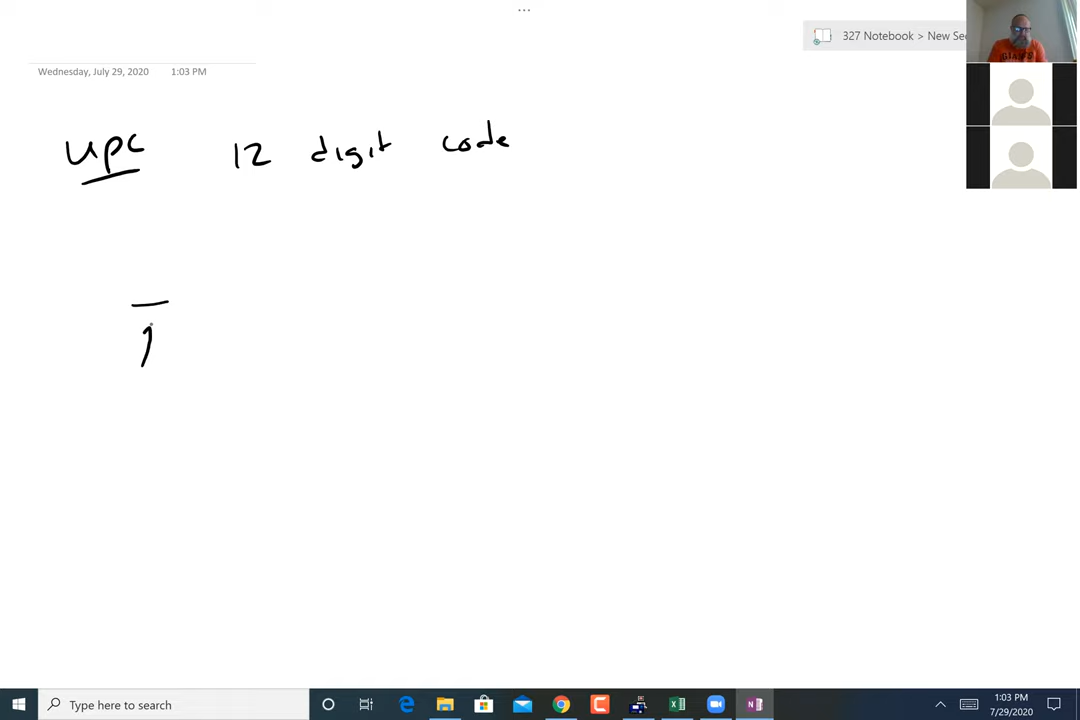 327 Notebook > New Se
Wednesday, July 29, 2020 1:03 PM
UPC 12 digit code
1
Type here to search
1:03 PM
7/29/2020